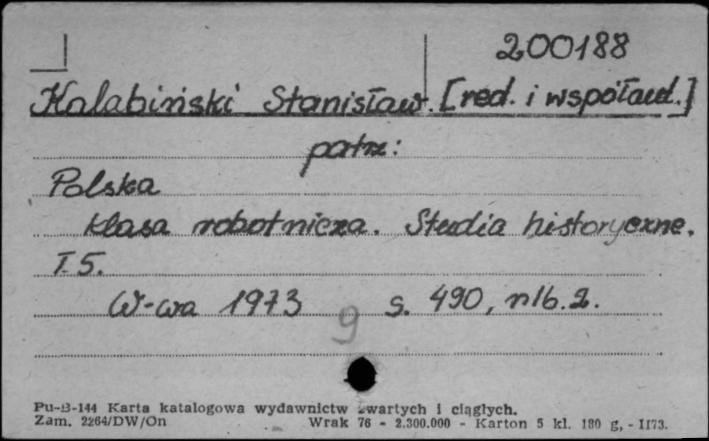 200188
Kalabiński Stanisław. [red. i współaut.]
patrz:
Polska
klasa robotnicza. Studia historyczne.
T. 5.
W-wa 1973 s. 490, nlb. 2.
9
Pu-B-144 Karta katalogowa wydawnictw zwartych i ciągłych.
Zam. 2264/DW/On Wrak 76 - 2.300.000 - Karton 5 kl. 180 g, - II73.